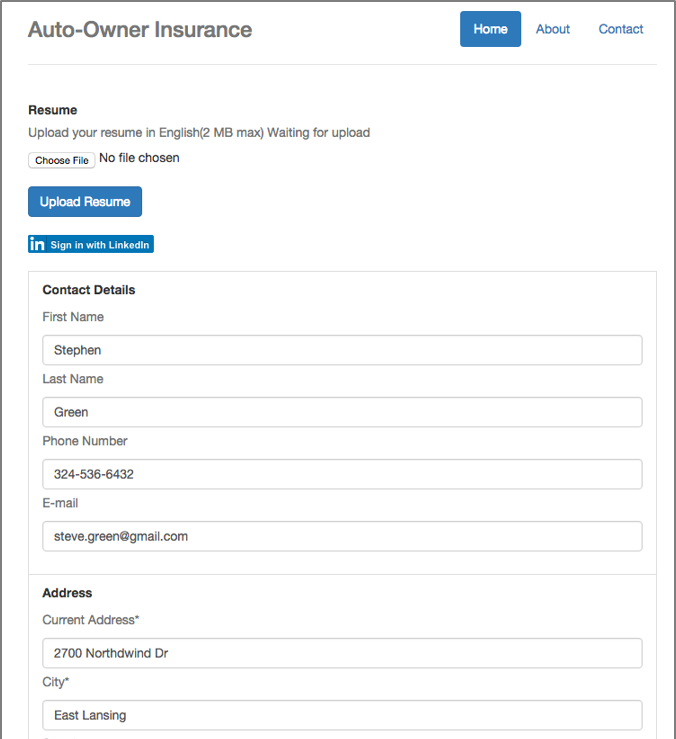 Auto-Owner Insurance
Home About Contact
Resume
Upload your resume in English(2 MB max) Waiting for upload
Choose File No file chosen
Upload Resume
in Sign in with LinkedIn
Contact Details
First Name
Stephen
Last Name
Green
Phone Number
324-536-6432
E-mail
steve.green@gmail.com
Address
Current Address*
2700 Northdwind Dr
City*
East Lansing